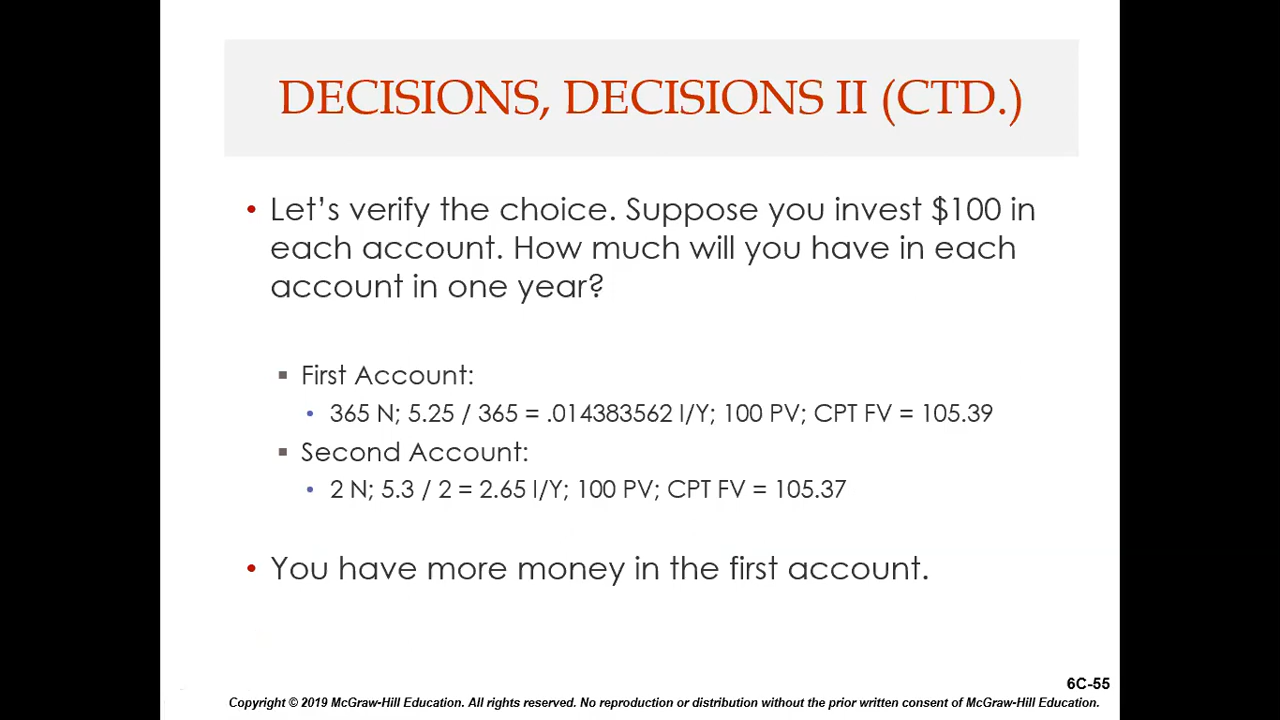 DECISIONS, DECISIONS II (CTD.)
• Let's verify the choice. Suppose you invest $100 in
each account. How much will you have in each
account in one year?
▪ First Account:
• 365 N; 5.25 / 365 = .014383562 I/Y; 100 PV; CPT FV = 105.39
▪ Second Account:
• 2 N; 5.3 / 2 = 2.65 I/Y; 100 PV; CPT FV = 105.37
• You have more money in the first account.
6C-55
Copyright © 2019 McGraw-Hill Education. All rights reserved. No reproduction or distribution without the prior written consent of McGraw-Hill Education.